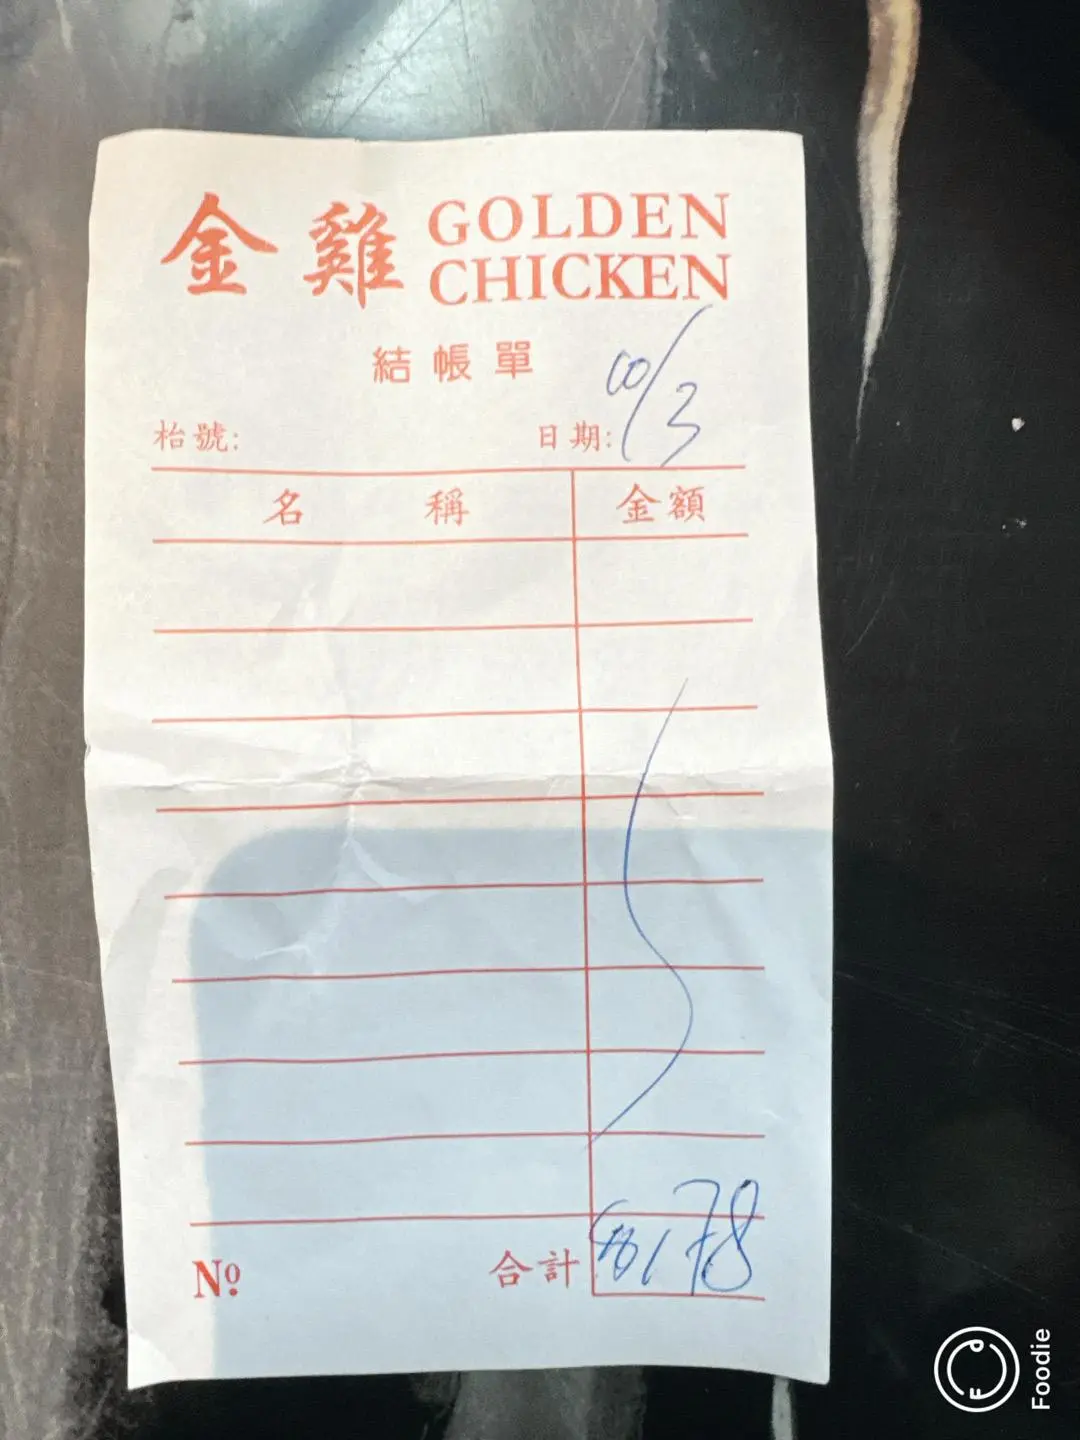 金雞 GOLDEN CHICKEN
結帳單
枱號: 日期: 10/3
名稱 金額
Nº 合計 178
Foodie